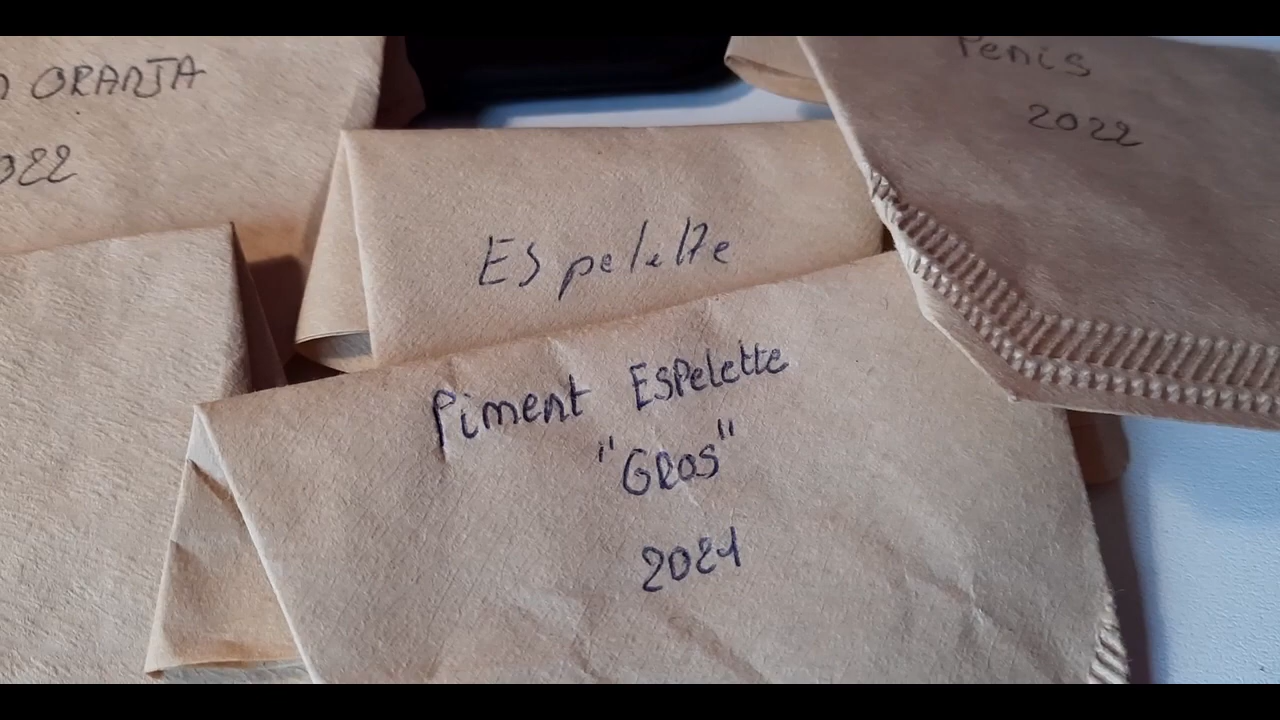 ORANJA
Penis
2022
Espelette
Piment Espelette
"GROS"
2021